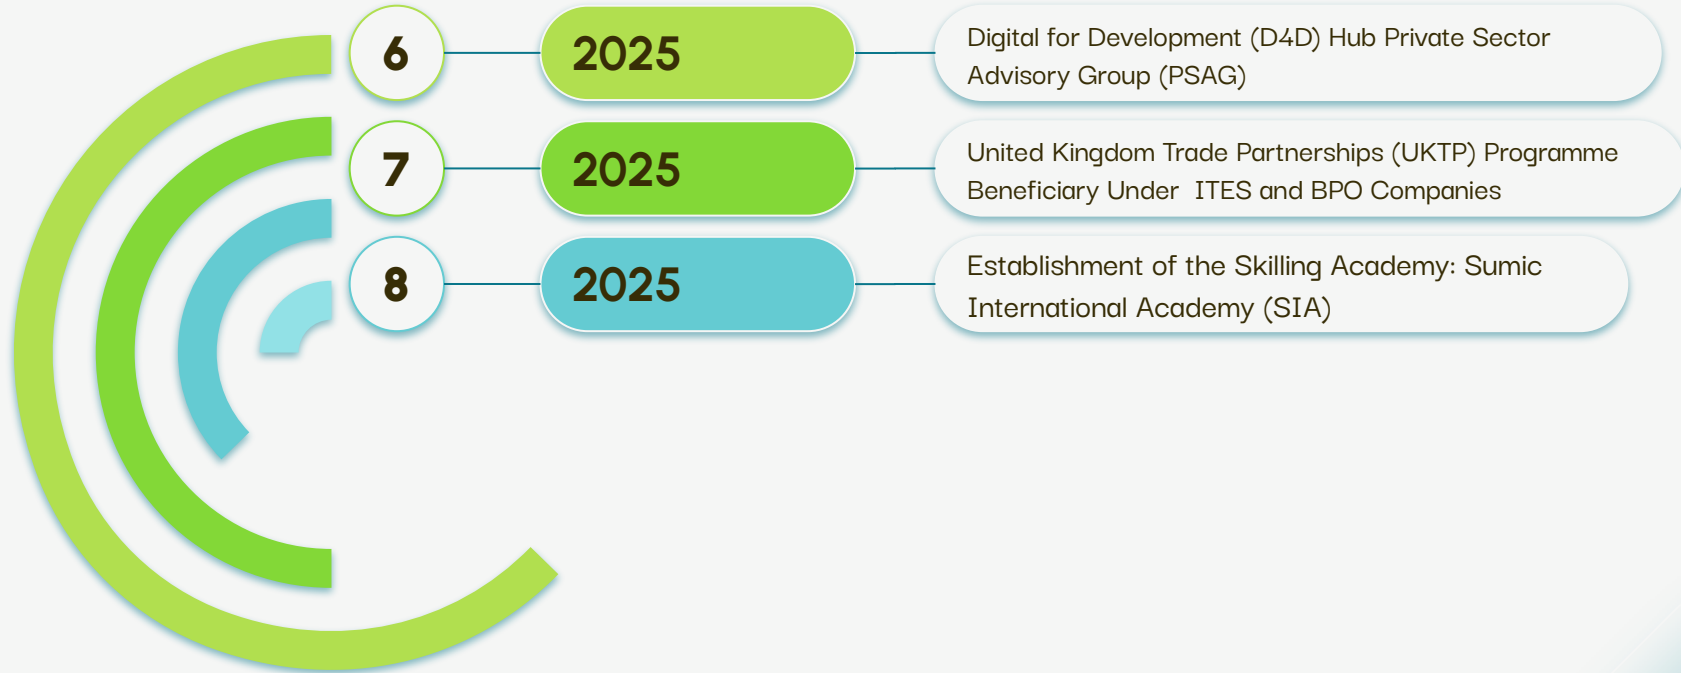 6
2025
Digital for Development (D4D) Hub Private Sector
Advisory Group (PSAG)
7
2025
United Kingdom Trade Partnerships (UKTP) Programme
Beneficiary Under  ITES and BPO Companies
8
2025
Establishment of the Skilling Academy: Sumic
International Academy (SIA)